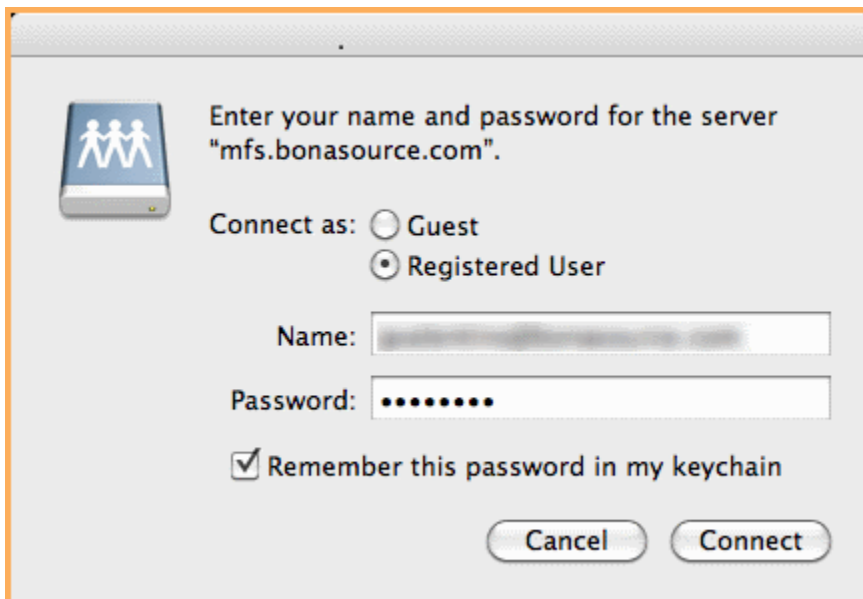 Enter your name and password for the server
“mfs.bonasource.com”.
Connect as: Guest
Registered User
Name:
Password: ••••••••
Remember this password in my keychain
Cancel Connect